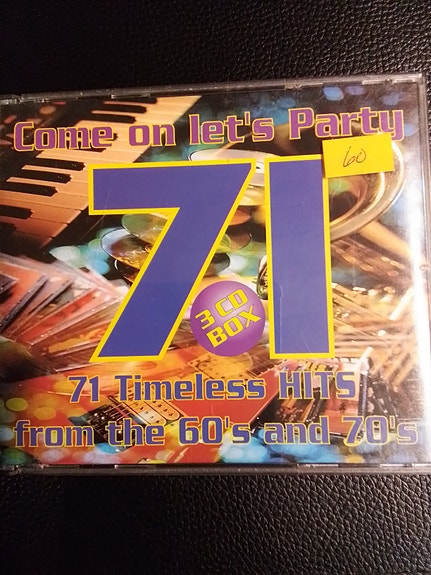 Come on let's Party
60
71
3 CD
BOX
71 Timeless HITS
from the 60's and 70's